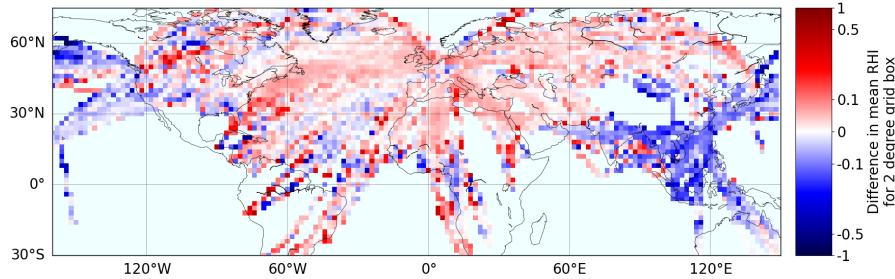 60°N
30°N
0°
30°S
120°W
60°W
0°
60°E
120°E
1
0.5
0.1
0
-0.1
-0.5
-1
Difference in mean RHI
for 2 degree grid box